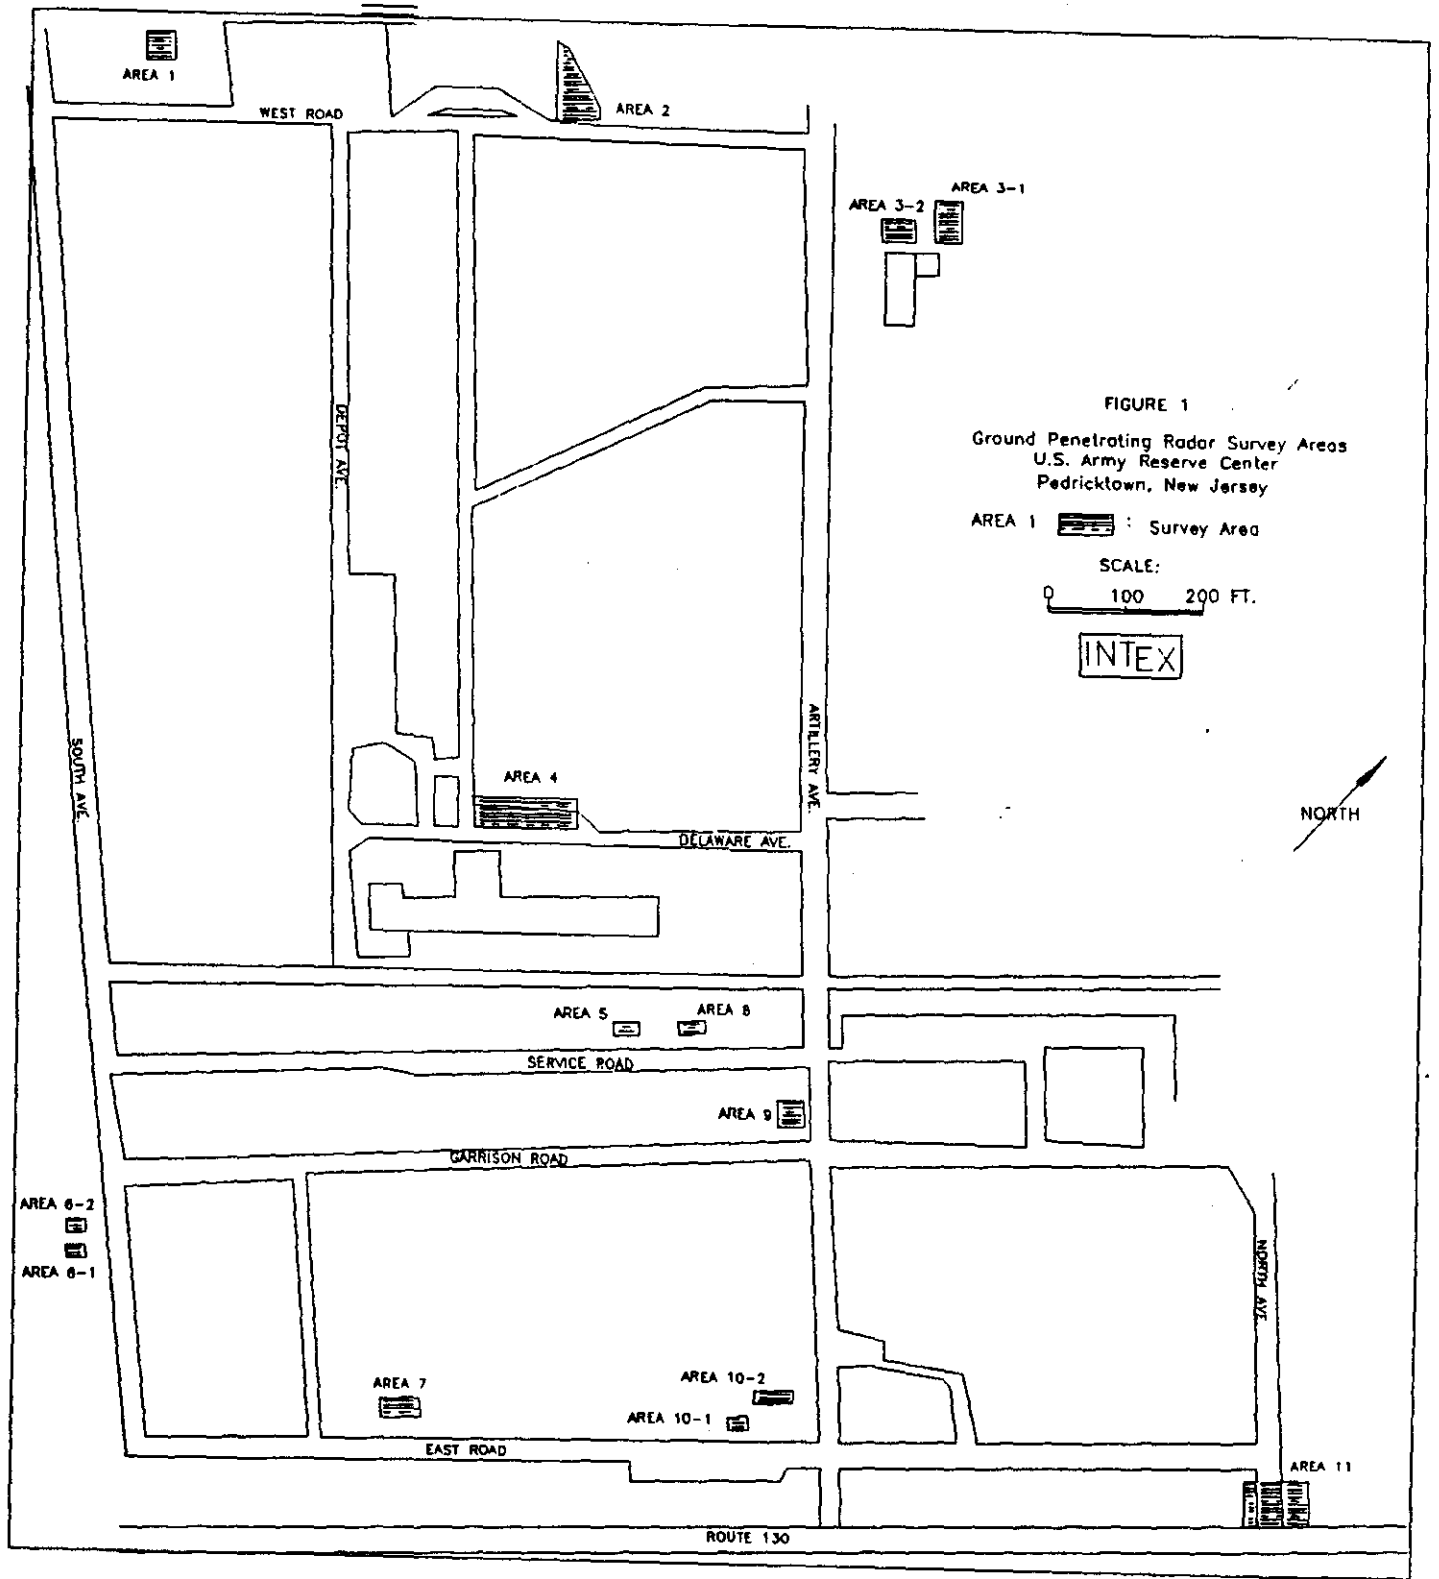 AREA 1
WEST ROAD
AREA 2
AREA 3-1
AREA 3-2
DEPOT AVE.
FIGURE 1
Ground Penetrating Radar Survey Areas
U.S. Army Reserve Center
Pedricktown, New Jersey
AREA 1 : Survey Area
SCALE:
0 100 200 FT.
INTEX
SOUTH AVE.
ARTILLERY AVE.
AREA 4
NORTH
DELAWARE AVE.
AREA 5
AREA 8
SERVICE ROAD
AREA 9
GARRISON ROAD
AREA 6-2
AREA 6-1
NORTH AVE.
AREA 7
AREA 10-2
AREA 10-1
EAST ROAD
AREA 11
ROUTE 130